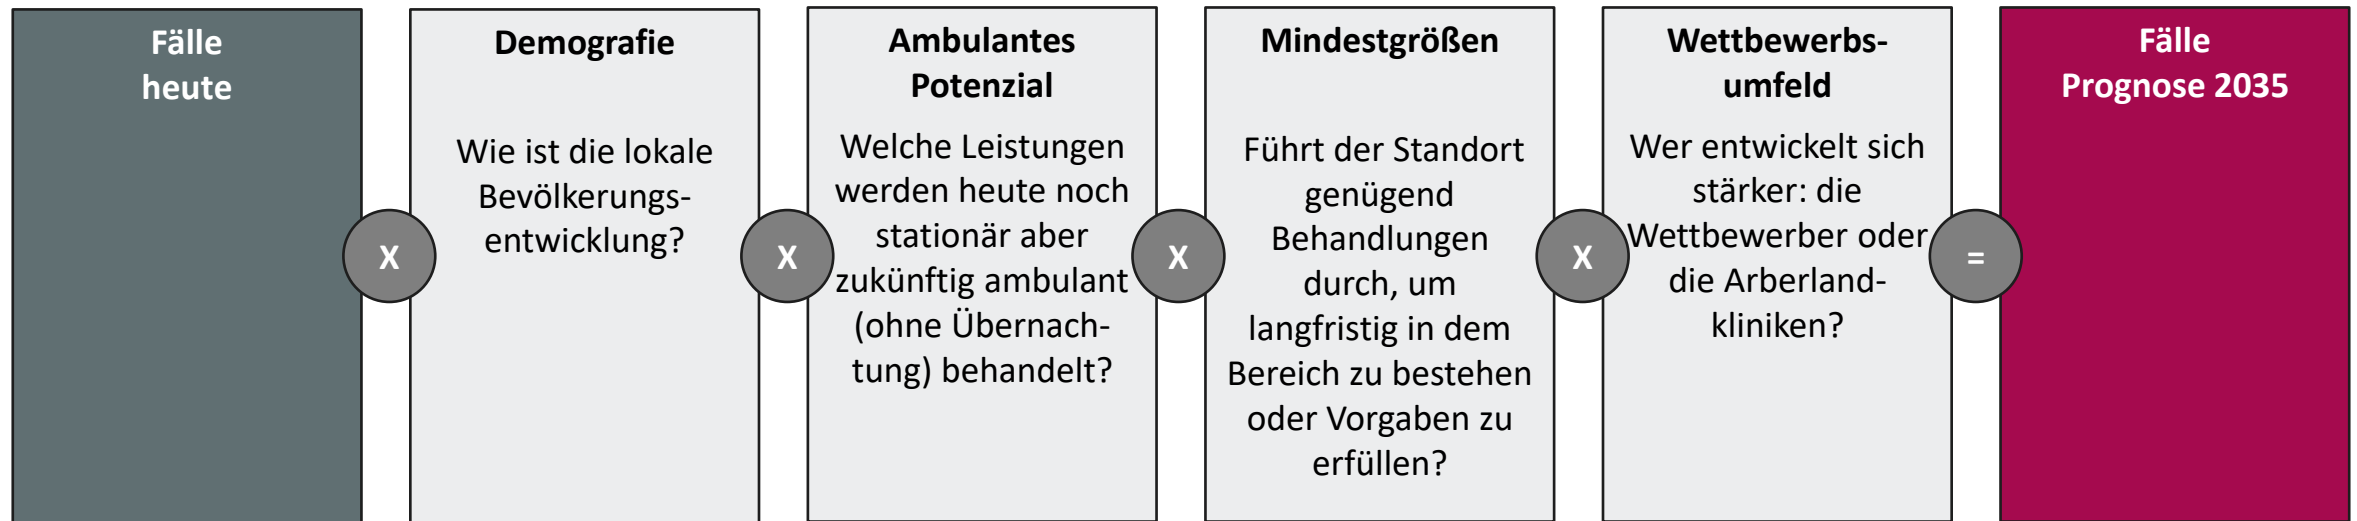 Fälle
heute
X
Demografie
Wie ist die lokale
Bevölkerungs-
entwicklung?
X
Ambulantes
Potenzial
Welche Leistungen
werden heute noch
stationär aber
zukünftig ambulant
(ohne Übernach-
tung) behandelt?
X
Mindestgrößen
Führt der Standort
genügend
Behandlungen
durch, um
langfristig in dem
Bereich zu bestehen
oder Vorgaben zu
erfüllen?
X
Wettbewerbs-
umfeld
Wer entwickelt sich
stärker: die
Wettbewerber oder
die Arberland-
kliniken?
=
Fälle
Prognose 2035